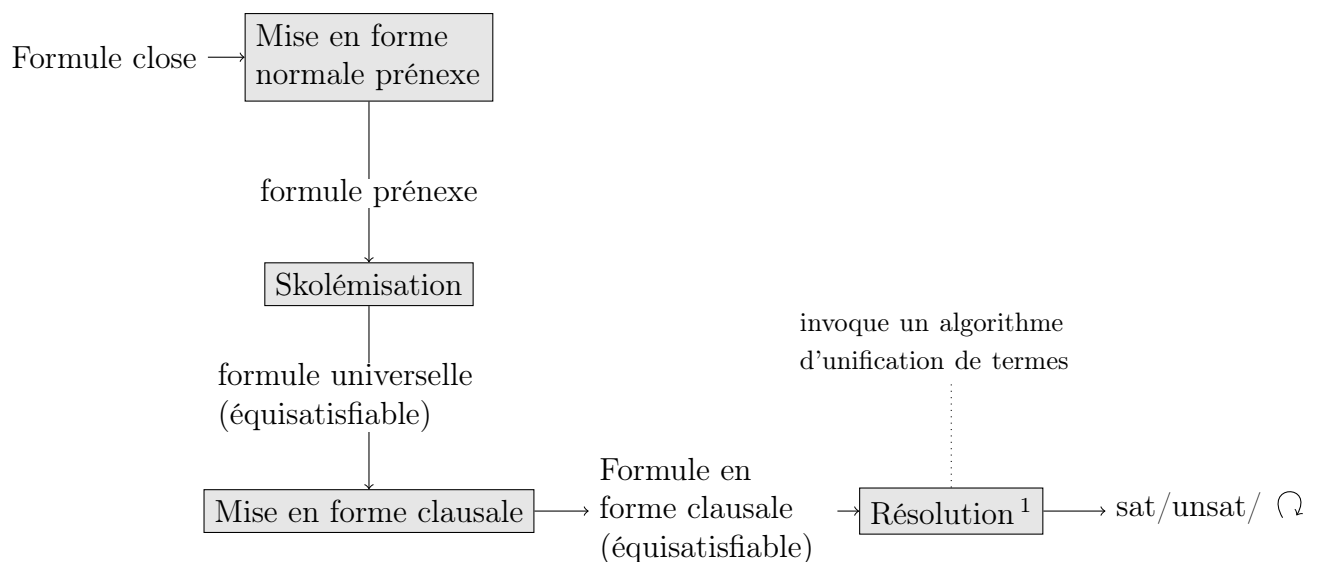 Formule close
Mise en forme
normale prénexe
formule prénexe
Skolémisation
formule universelle
(équisatisfiable)
Mise en forme clausale
Formule en
forme clausale
(équisatisfiable)
invoque un algorithme
d'unification de termes
Résolution 1
sat/unsat/ ↻